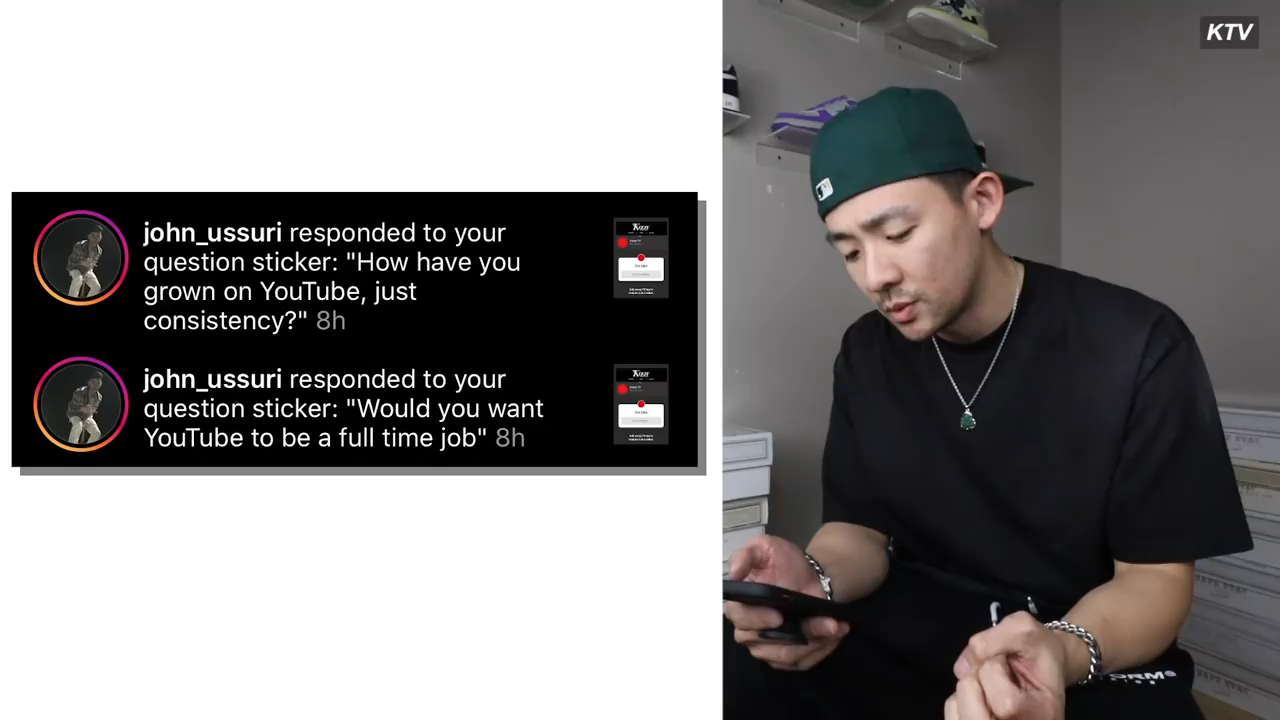 KTV
john_ussuri responded to your
question sticker: "How have you
grown on YouTube, just
consistency?" 8h
john_ussuri responded to your
question sticker: "Would you want
YouTube to be a full time job" 8h